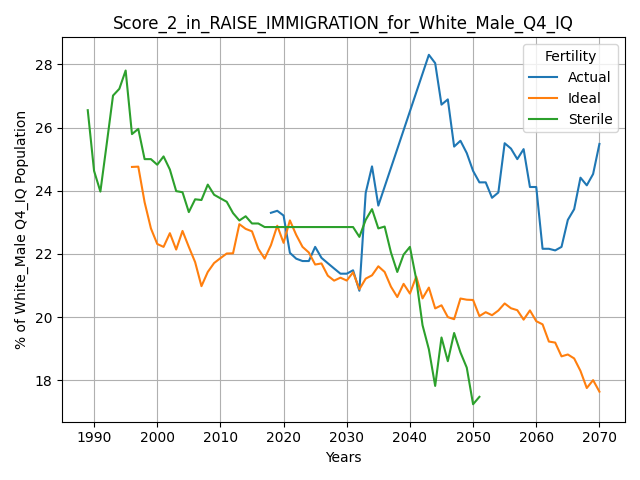 Score_2_in_RAISE_IMMIGRATION_for_White_Male_Q4_IQ
Fertility
Actual
Ideal
Sterile
% of White_Male Q4_IQ Population
28
26
24
22
20
18
1990
2000
2010
2020
2030
2040
2050
2060
2070
Years